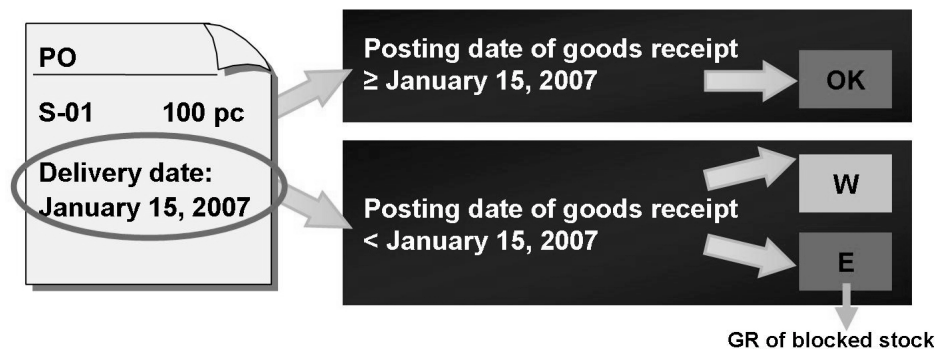 PO
S-01 100 pc
Delivery date:
January 15, 2007
Posting date of goods receipt
≥ January 15, 2007
OK
Posting date of goods receipt
< January 15, 2007
W
E
GR of blocked stock